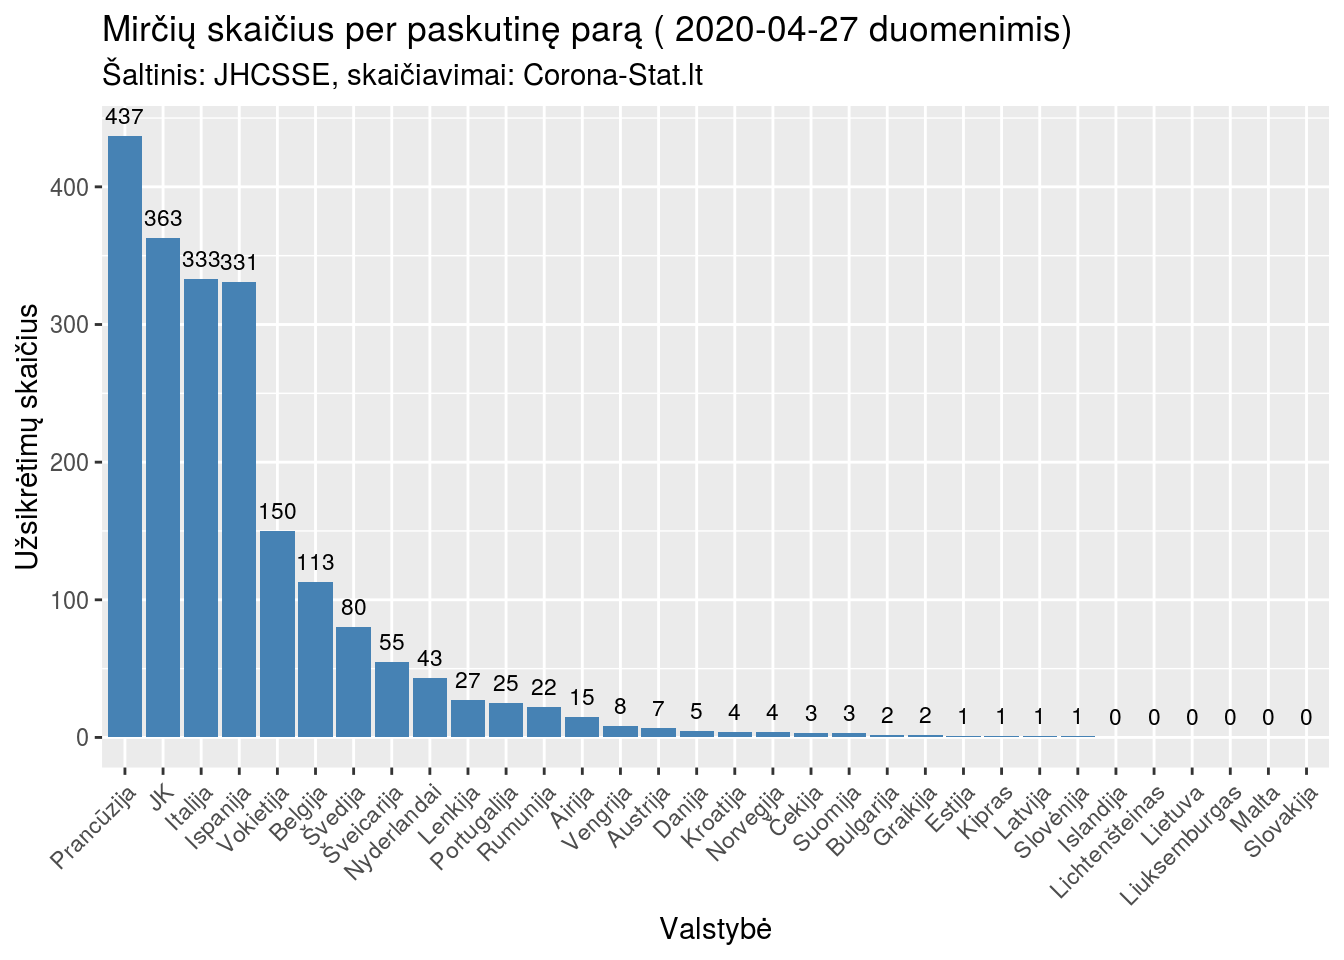 Mirčių skaičius per paskutinę parą ( 2020-04-27 duomenimis)
Šaltinis: JHCSSE, skaičiavimai: Corona-Stat.lt
Užsikrėtimų skaičius
400
300
200
100
0
437
363
333
331
150
113
80
55
43
27
25
22
15
8
7
5
4
4
3
3
2
2
1
1
1
1
0
0
0
0
0
0
Prancūzija
JK
Italija
Ispanija
Vokietija
Belgija
Švedija
Šveicarija
Nyderlandai
Lenkija
Portugalija
Rumunija
Airija
Vengrija
Austrija
Danija
Kroatija
Norvegija
Čekija
Suomija
Bulgarija
Graikija
Estija
Kipras
Latvija
Slovėnija
Islandija
Lichtenšteinas
Lietuva
Liuksemburgas
Malta
Slovakija
Valstybė